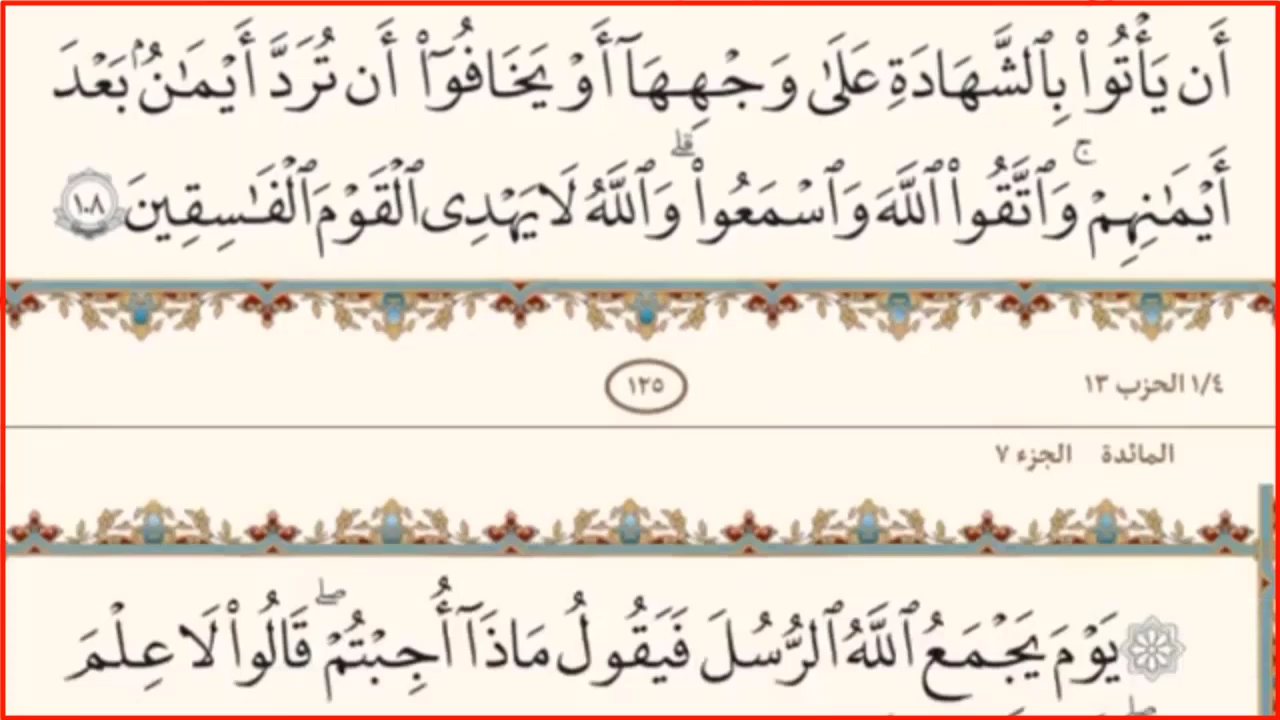 أَن يَأْتُوا۟ بِٱلشَّهَادَةِ عَلَىٰ وَجْهِهَآ أَوْ يَخَافُوٓا۟ أَن تُرَدَّ أَيْمَـٰنٌۢ بَعْدَ
أَيْمَـٰنِهِمْ ۚ وَٱتَّقُوا۟ ٱللَّهَ وَٱسْمَعُوا۟ ۗ وَٱللَّهُ لَا يَهْدِى ٱلْقَوْمَ ٱلْفَـٰسِقِينَ ١٠٨
١/٤ الحزب ١٣
١٢٥
المائدة الجزء ٧
۞ يَوْمَ يَجْمَعُ ٱللَّهُ ٱلرُّسُلَ فَيَقُولُ مَاذَآ أُجِبْتُمْ ۖ قَالُوا۟ لَا عِلْمَ